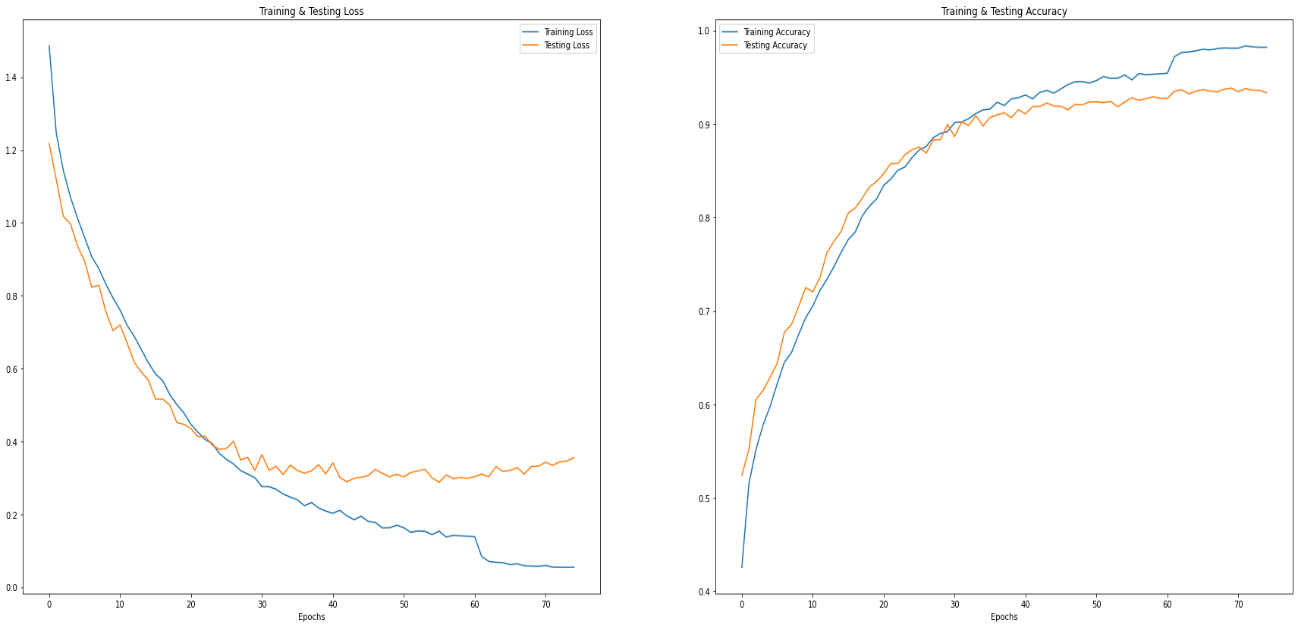 Training & Testing Loss
Training Loss
Testing Loss
1.4
1.2
1.0
0.8
0.6
0.4
0.2
0.0
0 10 20 30 40 50 60 70
Epochs
Training & Testing Accuracy
Training Accuracy
Testing Accuracy
1.0
0.9
0.8
0.7
0.6
0.5
0.4
0 10 20 30 40 50 60 70
Epochs